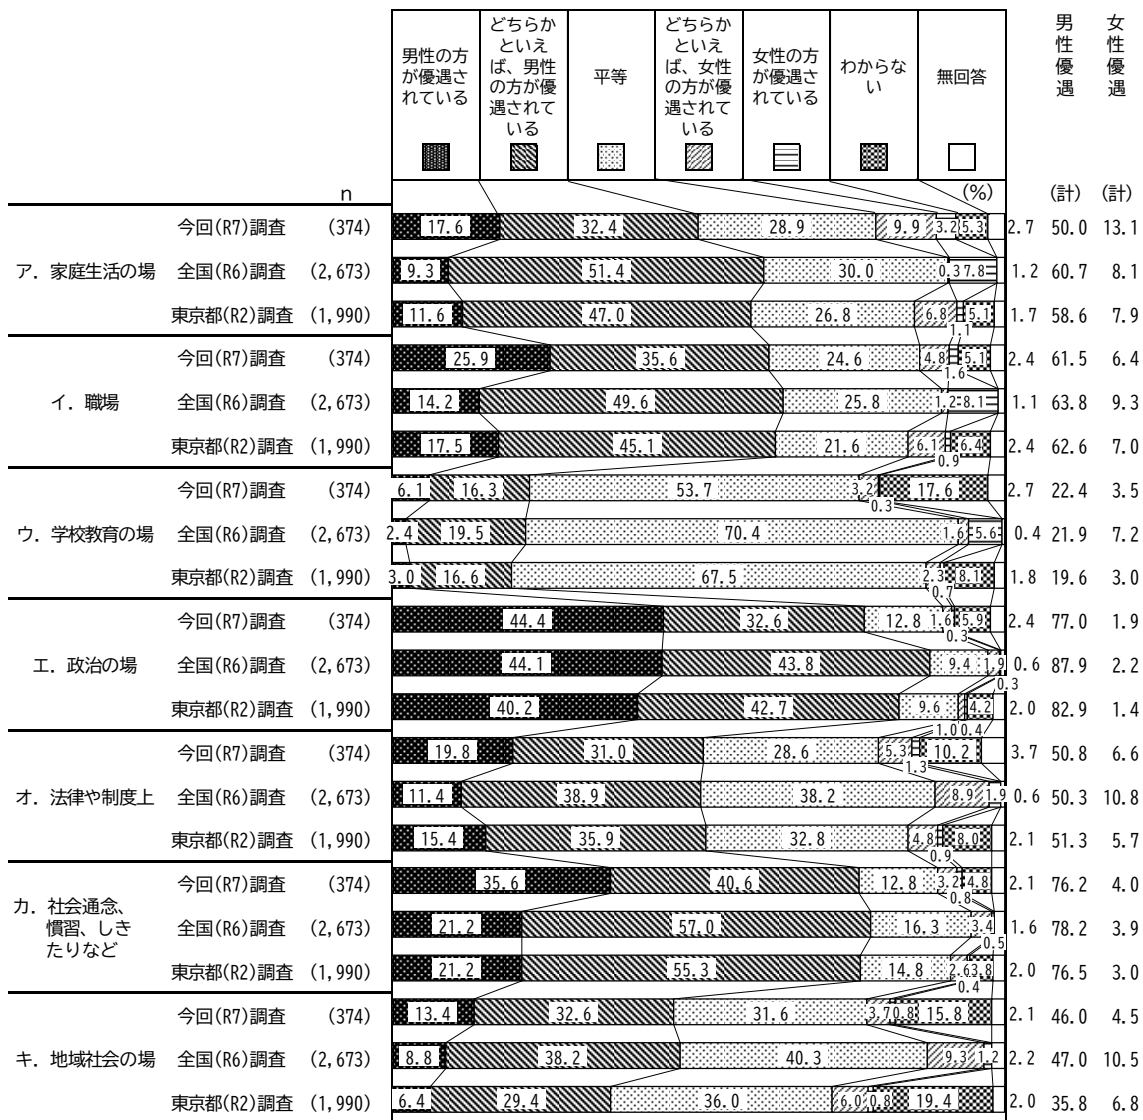 男性の方が優遇されている
どちらかといえば、男性の方が優遇されている
平等
どちらかといえば、女性の方が優遇されている
女性の方が優遇されている
わからない
無回答
男性優遇
女性優遇
n
(%)
(計) (計)
今回(R7)調査 (374) 17.6 32.4 28.9 9.9 3.2 5.3 2.7 50.0 13.1
ア．家庭生活の場 全国(R6)調査 (2,673) 9.3 51.4 30.0 0.3 7.8 1.2 60.7 8.1
東京都(R2)調査 (1,990) 11.6 47.0 26.8 6.8 1.1 5.1 1.7 58.6 7.9
今回(R7)調査 (374) 25.9 35.6 24.6 4.8 1.6 5.1 2.4 61.5 6.4
イ．職場 全国(R6)調査 (2,673) 14.2 49.6 25.8 1.2 8.1 1.1 63.8 9.3
東京都(R2)調査 (1,990) 17.5 45.1 21.6 6.1 0.9 6.4 2.4 62.6 7.0
今回(R7)調査 (374) 6.1 16.3 53.7 3.2 0.3 17.6 2.7 22.4 3.5
ウ．学校教育の場 全国(R6)調査 (2,673) 2.4 19.5 70.4 1.6 5.6 0.4 21.9 7.2
東京都(R2)調査 (1,990) 3.0 16.6 67.5 2.3 0.7 8.1 1.8 19.6 3.0
今回(R7)調査 (374) 44.4 32.6 12.8 1.6 0.3 5.9 2.4 77.0 1.9
エ．政治の場 全国(R6)調査 (2,673) 44.1 43.8 9.4 1.9 0.3 0.6 87.9 2.2
東京都(R2)調査 (1,990) 40.2 42.7 9.6 1.0 0.4 4.2 2.0 82.9 1.4
今回(R7)調査 (374) 19.8 31.0 28.6 5.3 1.3 10.2 3.7 50.8 6.6
オ．法律や制度上 全国(R6)調査 (2,673) 11.4 38.9 38.2 8.9 1.9 0.6 50.3 10.8
東京都(R2)調査 (1,990) 15.4 35.9 32.8 4.8 0.9 8.0 2.1 51.3 5.7
今回(R7)調査 (374) 35.6 40.6 12.8 3.2 0.8 4.8 2.1 76.2 4.0
カ．社会通念、
慣習、しき
たりなど
全国(R6)調査 (2,673) 21.2 57.0 16.3 3.4 0.5 1.6 78.2 3.9
東京都(R2)調査 (1,990) 21.2 55.3 14.8 2.6 0.4 3.8 2.0 76.5 3.0
今回(R7)調査 (374) 13.4 32.6 31.6 3.7 0.8 15.8 2.1 46.0 4.5
キ．地域社会の場 全国(R6)調査 (2,673) 8.8 38.2 40.3 9.3 1.2 2.2 47.0 10.5
東京都(R2)調査 (1,990) 6.4 29.4 36.0 6.0 0.8 19.4 2.0 35.8 6.8